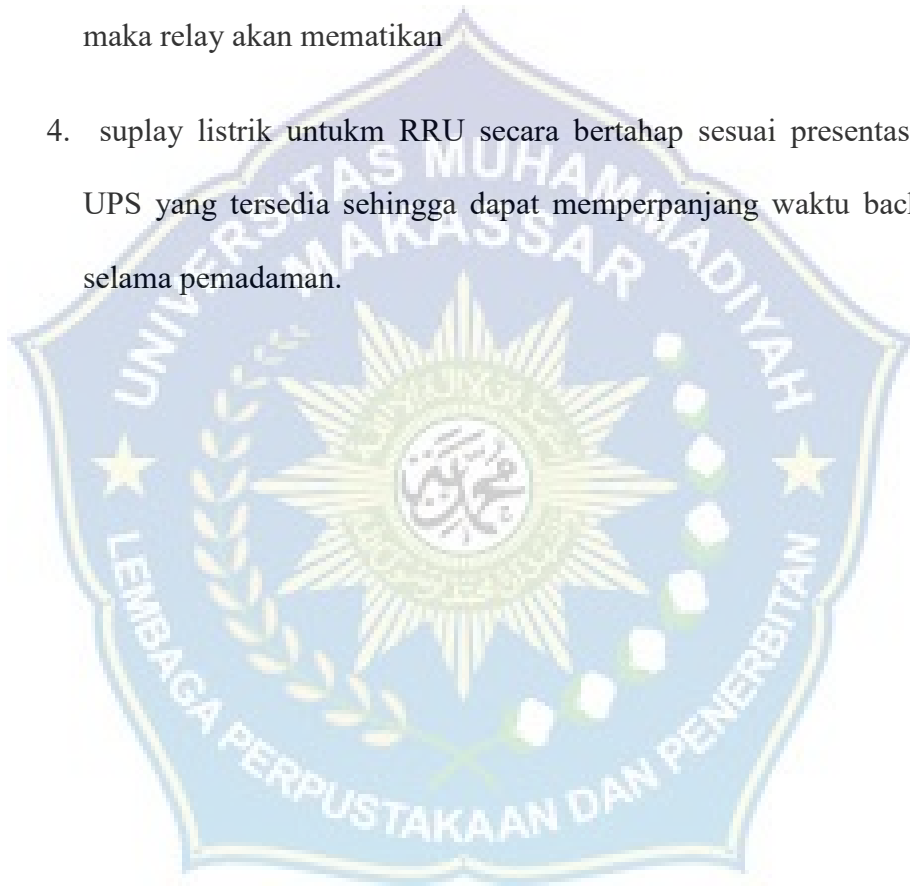 maka relay akan mematikan
4. suplay listrik untukm RRU secara bertahap sesuai presentas
UPS yang tersedia sehingga dapat memperpanjang waktu bac
selama pemadaman.
UNIVERSITAS MUHAMMADIYAH
MAKASSAR
LEMBAGA PERPUSTAKAAN DAN PENERBITAN